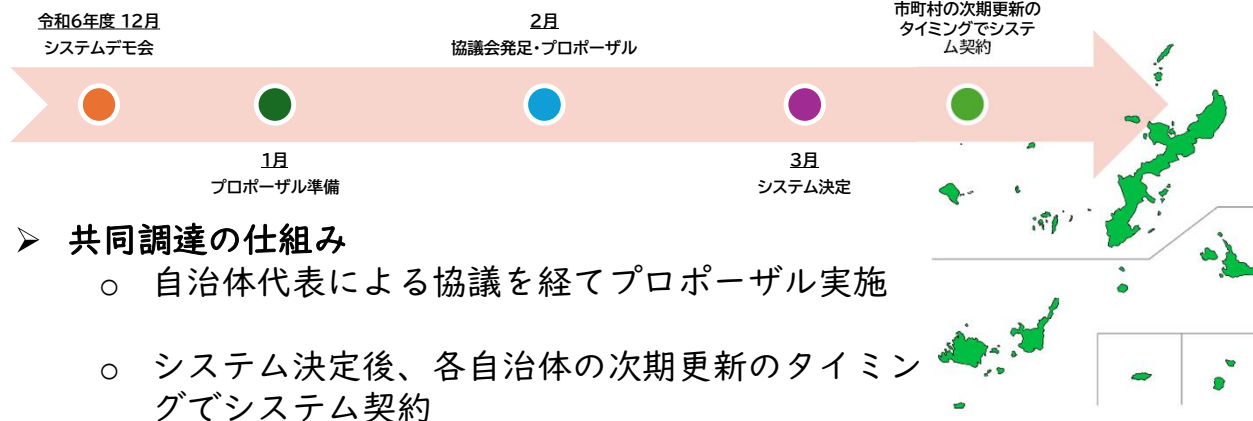 令和6年度 12月
システムデモ会
2月
協議会発足・プロポーザル
市町村の次期更新の
タイミングでシステ
ム契約
1月
プロポーザル準備
3月
システム決定
➢ 共同調達の仕組み
○ 自治体代表による協議を経てプロポーザル実施
○ システム決定後、各自治体の次期更新のタイミン
グでシステム契約